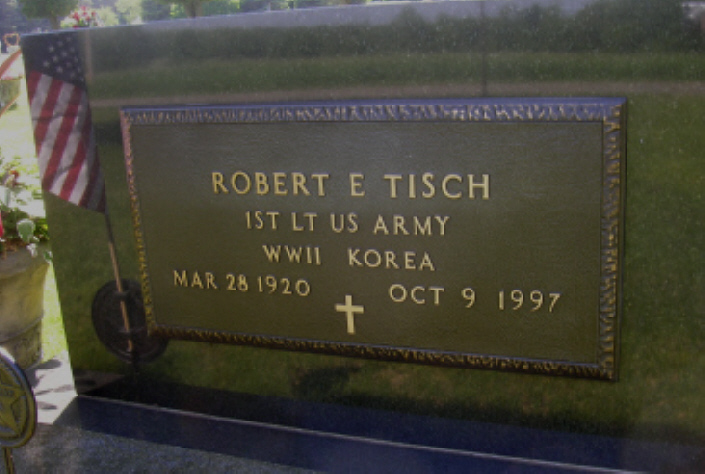 ROBERT E TISCH
1ST LT US ARMY
WWII KOREA
MAR 28 1920 OCT 9 1997